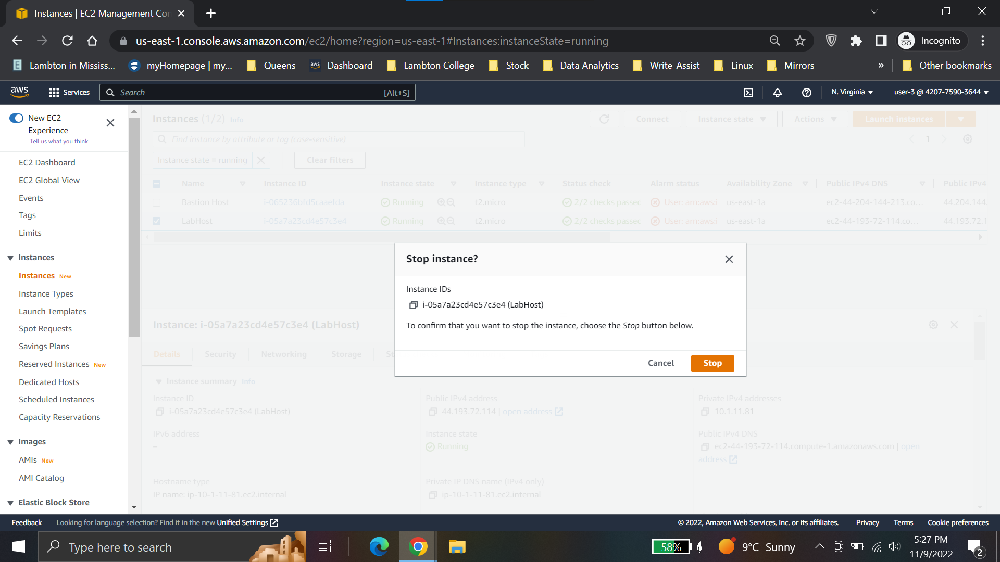 Instances | EC2 Management Con
us-east-1.console.aws.amazon.com/ec2/home?region=us-east-1#Instances:instanceState=running
Incognito
Lambton in Mississ...
myHomepage | my...
Queens
aws Dashboard
Lambton College
Stock
Data Analytics
Write_Assist
Linux
Mirrors
»
Other bookmarks
aws
Services
Search
[Alt+S]
N. Virginia
user-3 @ 4207-7590-3644
New EC2
Experience
Tell us what you think
EC2 Dashboard
EC2 Global View
Events
Tags
Limits
Instances
Instances New
Instance Types
Launch Templates
Spot Requests
Savings Plans
Reserved Instances New
Dedicated Hosts
Scheduled Instances
Capacity Reservations
Images
AMIs New
AMI Catalog
Elastic Block Store
Instances (1/2) Info
Connect
Instance state
Actions
Launch instances
Find instance by attribute or tag (case-sensitive)
1
Instance state = running
Clear filters
Name Instance ID Instance state Instance type Status check Alarm status Availability Zone Public IPv4 DNS Public IPv4
Bastion Host i-065236bfd5caaefda Running t2.micro 2/2 checks passed User: arn:aws:i us-east-1a ec2-44-204-144-213.co... 44.204.144.
LabHost i-05a7a23cd4e57c3e4 Running t2.micro 2/2 checks passed User: arn:aws:i us-east-1a ec2-44-193-72-114.co... 44.193.72.1
Stop instance?
Instance IDs
i-05a7a23cd4e57c3e4 (LabHost)
To confirm that you want to stop the instance, choose the Stop button below.
Cancel
Stop
Instance: i-05a7a23cd4e57c3e4 (LabHost)
Details
Security
Networking
Storage
St
Instance summary Info
Instance ID
i-05a7a23cd4e57c3e4 (LabHost)
Public IPv4 address
44.193.72.114 | open address
Private IPv4 addresses
10.1.11.81
IPv6 address
–
Instance state
Running
Public IPv4 DNS
ec2-44-193-72-114.compute-1.amazonaws.com | open
address
Hostname type
IP name: ip-10-1-11-81.ec2.internal
Private IP DNS name (IPv4 only)
ip-10-1-11-81.ec2.internal
Feedback
Looking for language selection? Find it in the new Unified Settings
© 2022, Amazon Web Services, Inc. or its affiliates.
Privacy
Terms
Cookie preferences
Type here to search
58%
9°C Sunny
5:27 PM
11/9/2022
2